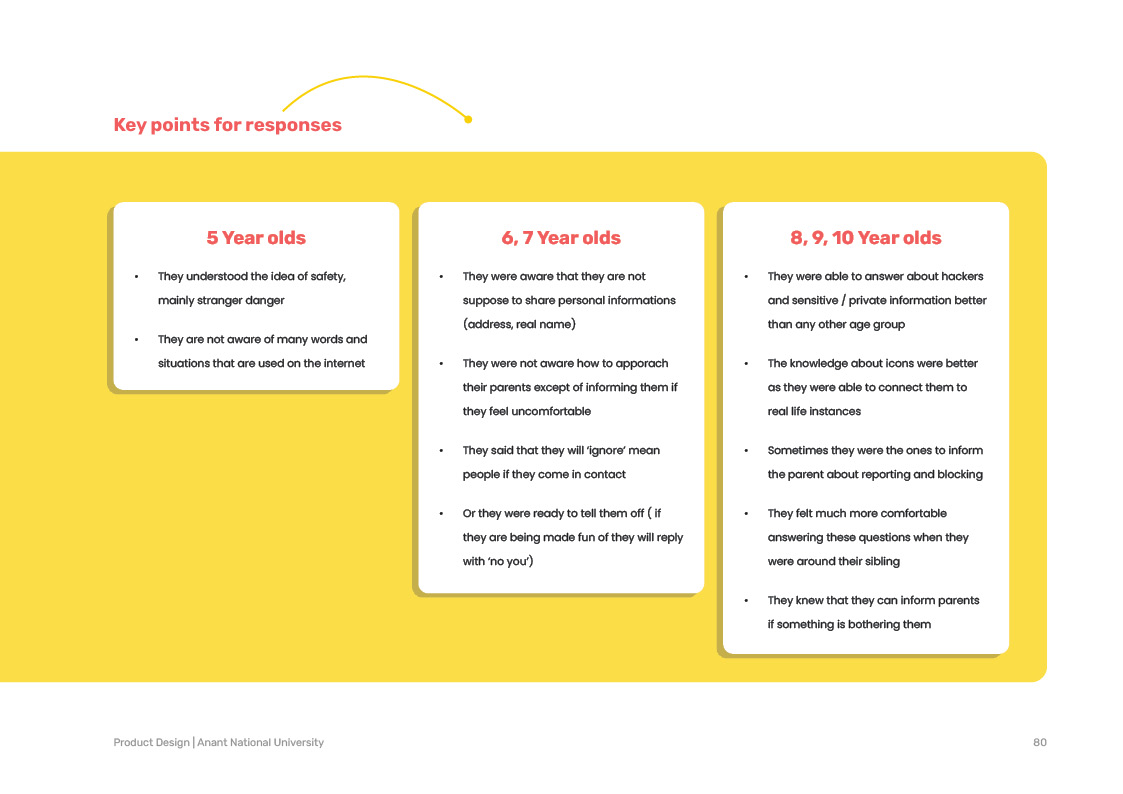 Key points for responses
5 Year olds
• They understood the idea of safety,
mainly stranger danger
• They are not aware of many words and
situations that are used on the internet
6, 7 Year olds
• They were aware that they are not
suppose to share personal informations
(address, real name)
• They were not aware how to apporach
their parents except of informing them if
they feel uncomfortable
• They said that they will ‘ignore’ mean
people if they come in contact
• Or they were ready to tell them off ( if
they are being made fun of they will reply
with ‘no you’)
8, 9, 10 Year olds
• They were able to answer about hackers
and sensitive / private information better
than any other age group
• The knowledge about icons were better
as they were able to connect them to
real life instances
• Sometimes they were the ones to inform
the parent about reporting and blocking
• They felt much more comfortable
answering these questions when they
were around their sibling
• They knew that they can inform parents
if something is bothering them
Product Design | Anant National University
80